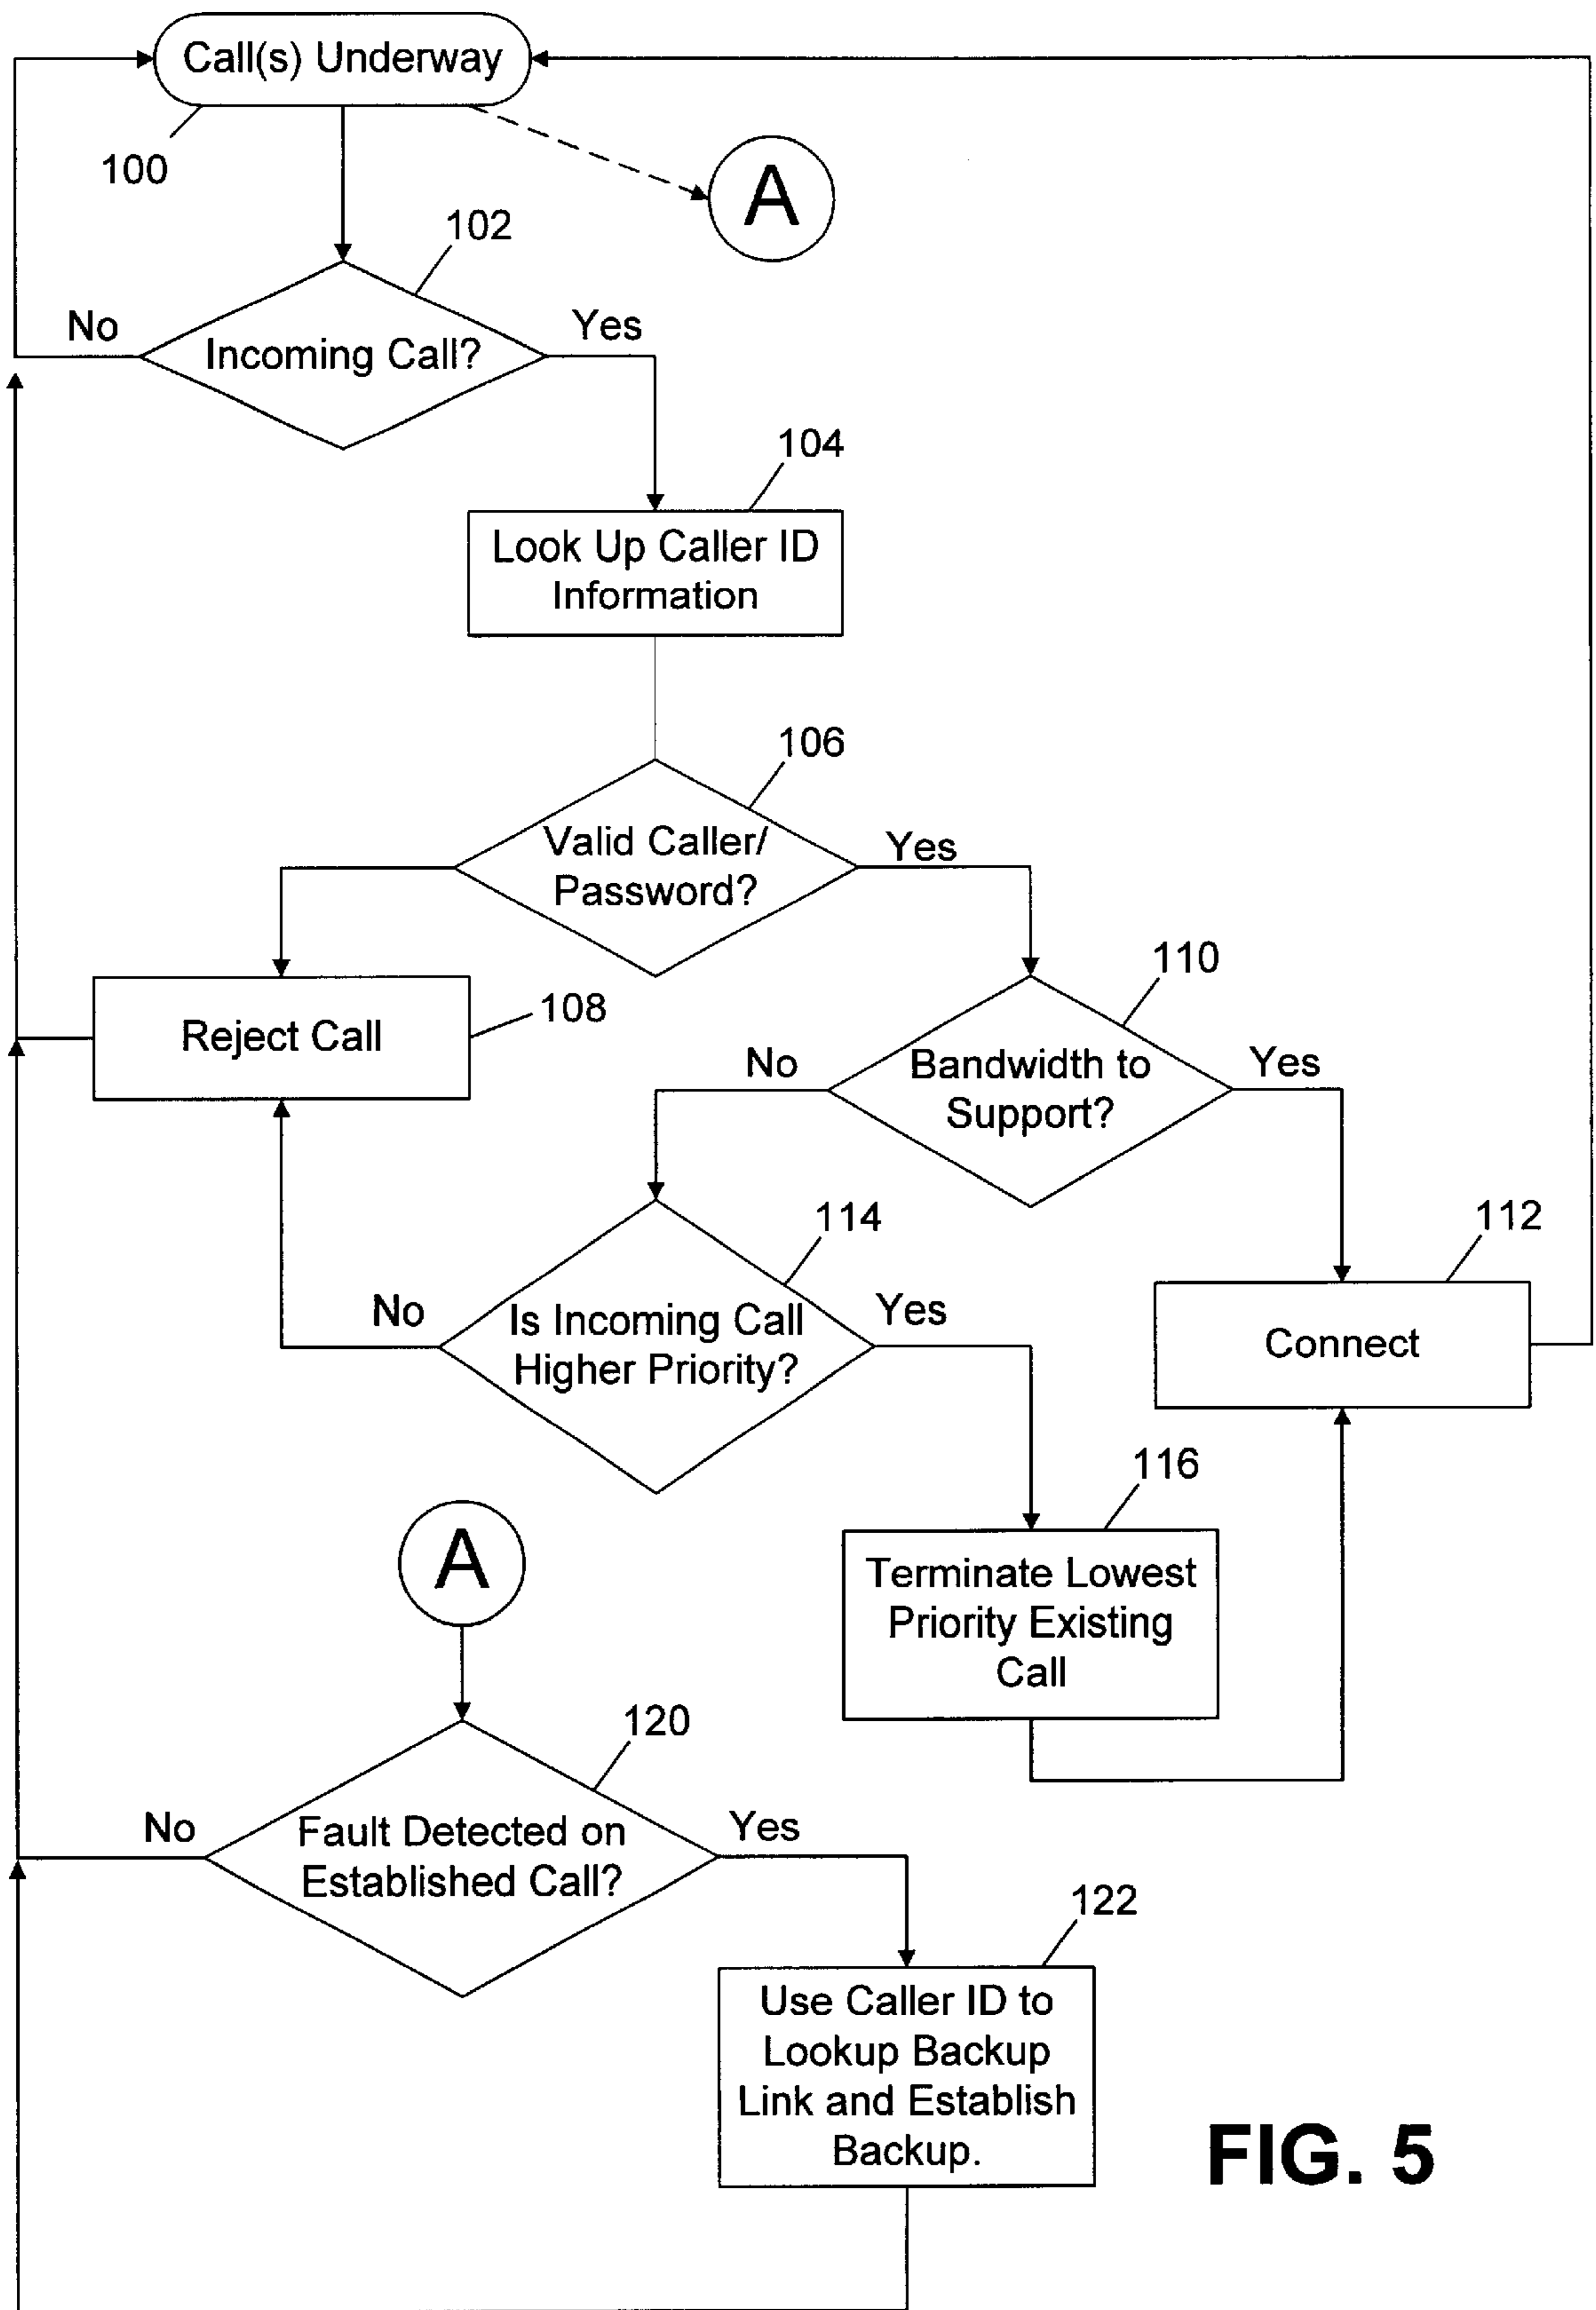 Call(s) Underway
100
A
102
No
Yes
Incoming Call?
104
Look Up Caller ID
Information
106
Valid Caller/
Password?
Yes
110
Reject Call
108
No
Bandwidth to
Support?
Yes
114
112
No
Is Incoming Call
Higher Priority?
Yes
Connect
116
A
Terminate Lowest
Priority Existing
Call
120
No
Fault Detected on
Established Call?
Yes
122
Use Caller ID to
Lookup Backup
Link and Establish
Backup.
FIG. 5